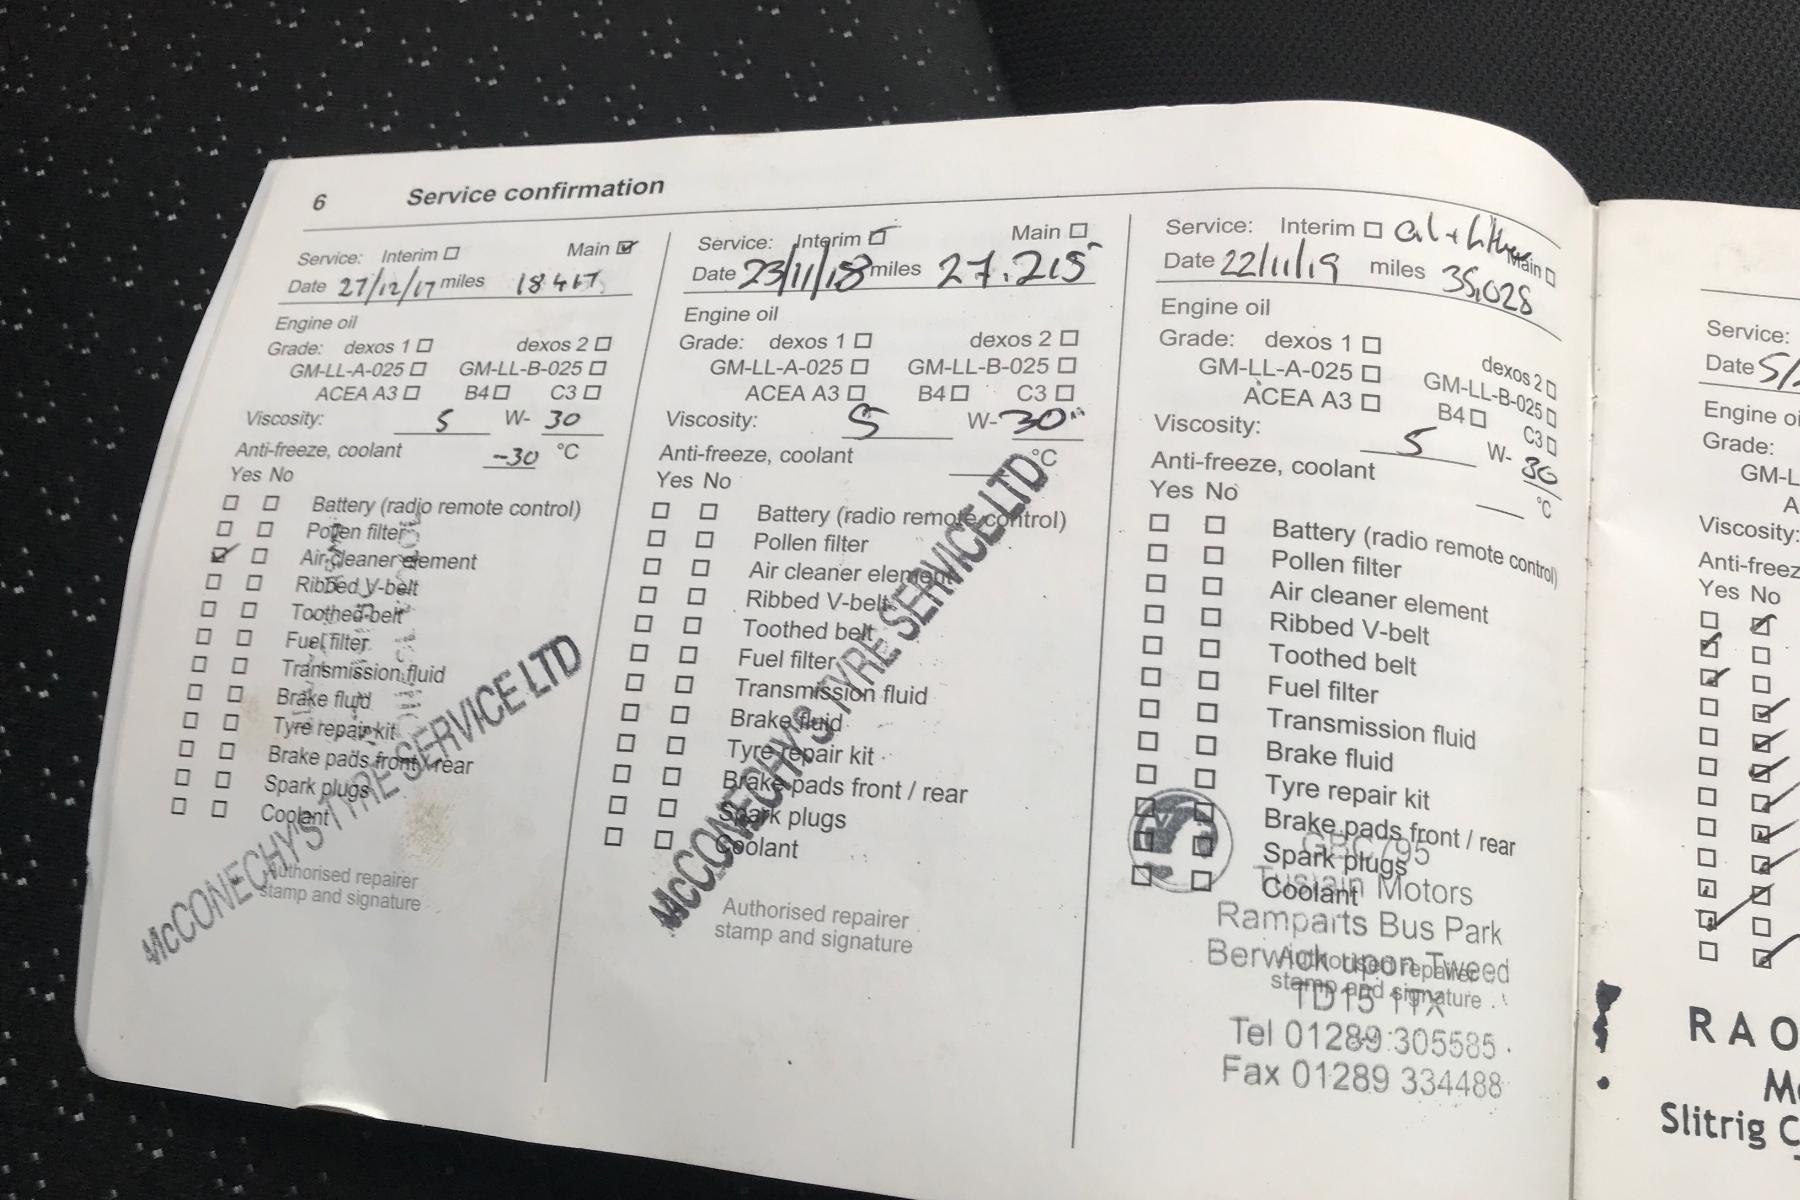 6 Service confirmation
Service: Interim Main
Date 27/12/17 miles 18417
Engine oil
Grade: dexos 1 dexos 2
GM-LL-A-025 GM-LL-B-025
ACEA A3 B4 C3
Viscosity: 5 W- 30
Anti-freeze, coolant -30 °C
Yes No
Battery (radio remote control)
Pollen filter
Air cleaner element
Ribbed V-belt
Toothed belt
Fuel filter
Transmission fluid
Brake fluid
Tyre repair kit
Brake pads front / rear
Spark plugs
Coolant
McCONECHY'S TYRE SERVICE LTD
Authorised repairer
stamp and signature
Service: Interim Main
Date 23/11/18 miles 27.215
Engine oil
Grade: dexos 1 dexos 2
GM-LL-A-025 GM-LL-B-025
ACEA A3 B4 C3
Viscosity: 5 W- 30
Anti-freeze, coolant °C
Yes No
Battery (radio remote control)
Pollen filter
Air cleaner element
Ribbed V-belt
Toothed belt
Fuel filter
Transmission fluid
Brake fluid
Tyre repair kit
Brake pads front / rear
Spark plugs
Coolant
McCONECHY'S TYRE SERVICE LTD
Authorised repairer
stamp and signature
Service: Interim Main
Date 22/11/19 miles 35,028
Engine oil
Grade: dexos 1 dexos 2
GM-LL-A-025 GM-LL-B-025
ACEA A3 B4 C3
Viscosity: 5 W- 30
Anti-freeze, coolant °C
Yes No
Battery (radio remote control)
Pollen filter
Air cleaner element
Ribbed V-belt
Toothed belt
Fuel filter
Transmission fluid
Brake fluid
Tyre repair kit
Brake pads front / rear
Spark plugs
Coolant
GBC 795
Motors
Ramparts Bus Park
Berwick upon Tweed
Authorised repairer
stamp and signature
TD15 1TX
Tel 01289 305585
Fax 01289 334488
Service:
Date 5/
Engine oi
Grade:
GM-L
A
Viscosity:
Anti-freez
Yes No
RAO
Mo
Slitrig C